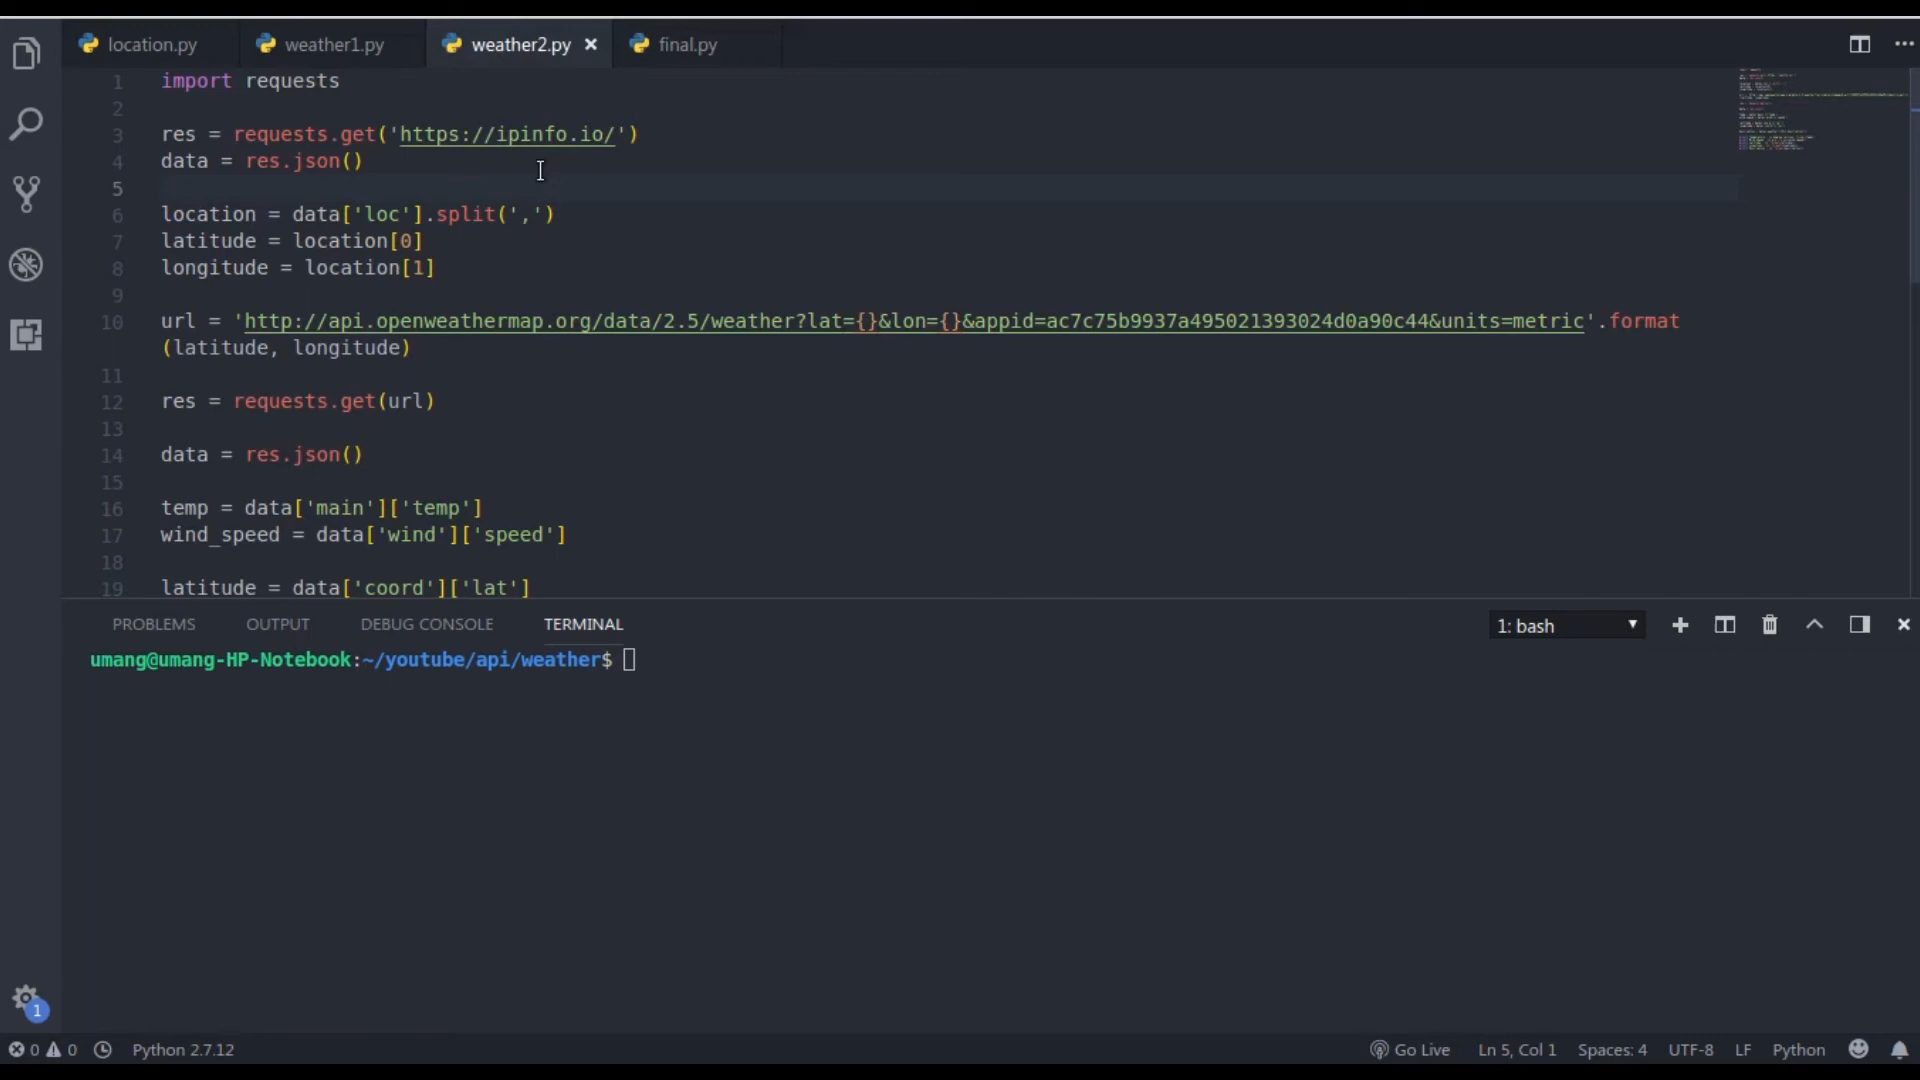 location.py weather1.py weather2.py × final.py
1 import requests
2
3 res = requests.get('https://ipinfo.io/')
4 data = res.json()
5
6 location = data['loc'].split(',')
7 latitude = location[0]
8 longitude = location[1]
9
10 url = 'http://api.openweathermap.org/data/2.5/weather?lat={}&lon={}&appid=ac7c75b9937a495021393024d0a90c44&units=metric'.format
(latitude, longitude)
11
12 res = requests.get(url)
13
14 data = res.json()
15
16 temp = data['main']['temp']
17 wind_speed = data['wind']['speed']
18
19 latitude = data['coord']['lat']
PROBLEMS OUTPUT DEBUG CONSOLE TERMINAL 1: bash
umang@umang-HP-Notebook:~/youtube/api/weather$
1
0 0 Python 2.7.12 Go Live Ln 5, Col 1 Spaces: 4 UTF-8 LF Python